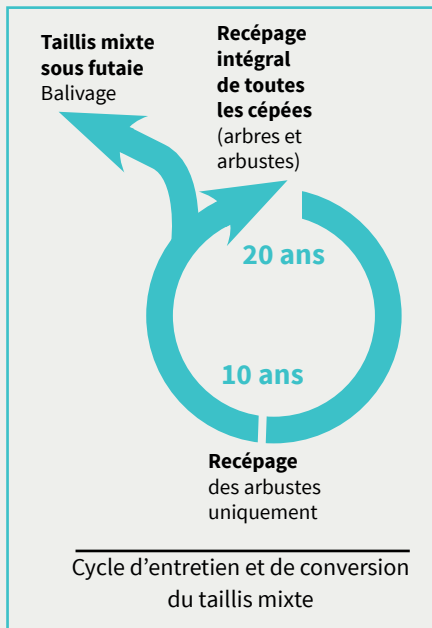 Taillis mixte
sous futaie
Balivage
Recépage
intégral
de toutes
les cépées
(arbres et
arbustes)
20 ans
10 ans
Recépage
des arbustes
uniquement
Cycle d’entretien et de conversion
du taillis mixte